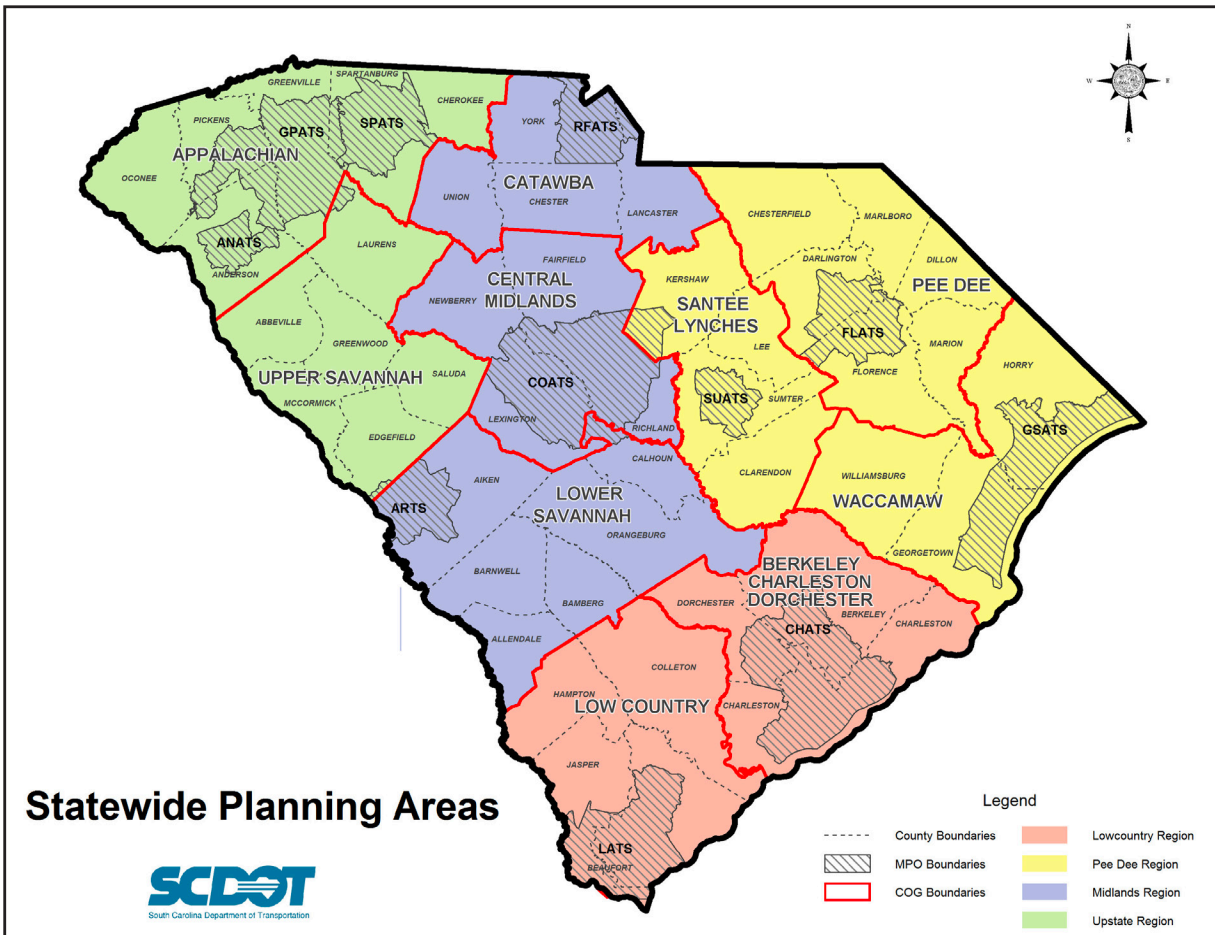 N
W
E
S
SPARTANBURG
GREENVILLE
CHEROKEE
PICKENS
YORK
RFATS
GPATS
SPATS
APPALACHIAN
OCONEE
CATAWBA
UNION
CHESTER
LANCASTER
CHESTERFIELD
MARLBORO
ANATS
LAURENS
ANDERSON
FAIRFIELD
DARLINGTON
DILLON
KERSHAW
CENTRAL
MIDLANDS
NEWBERRY
PEE DEE
SANTEE
LYNCHES
ABBEVILLE
GREENWOOD
FLATS
LEE
MARION
HORRY
UPPER SAVANNAH
SALUDA
COATS
FLORENCE
MCCORMICK
SUATS
SUMTER
EDGEFIELD
LEXINGTON
RICHLAND
GSATS
CALHOUN
AIKEN
CLARENDON
WILLIAMSBURG
WACCAMAW
ARTS
LOWER
SAVANNAH
ORANGEBURG
GEORGETOWN
BARNWELL
BERKELEY
CHARLESTON
DORCHESTER
BAMBERG
DORCHESTER
BERKELEY
CHARLESTON
CHATS
ALLENDALE
COLLETON
HAMPTON
LOW COUNTRY
CHARLESTON
JASPER
LATS
BEAUFORT
Statewide Planning Areas
SCDOT
South Carolina Department of Transportation
Legend
County Boundaries
MPO Boundaries
COG Boundaries
Lowcountry Region
Pee Dee Region
Midlands Region
Upstate Region